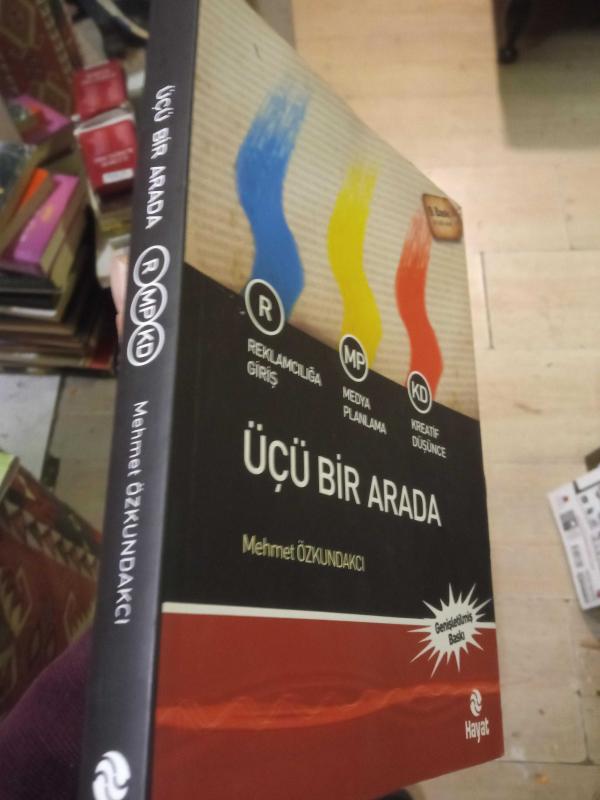 ÜÇÜ BİR ARADA
R
MP
KD
Mehmet ÖZKUNDAKCI
R
REKLAMCILIĞA
GİRİŞ
MP
MEDYA
PLANLAMA
KD
KREATİF
DÜŞÜNCE
ÜÇÜ BİR ARADA
Mehmet ÖZKUNDAKCI
Genişletilmiş
Baskı
Hayat